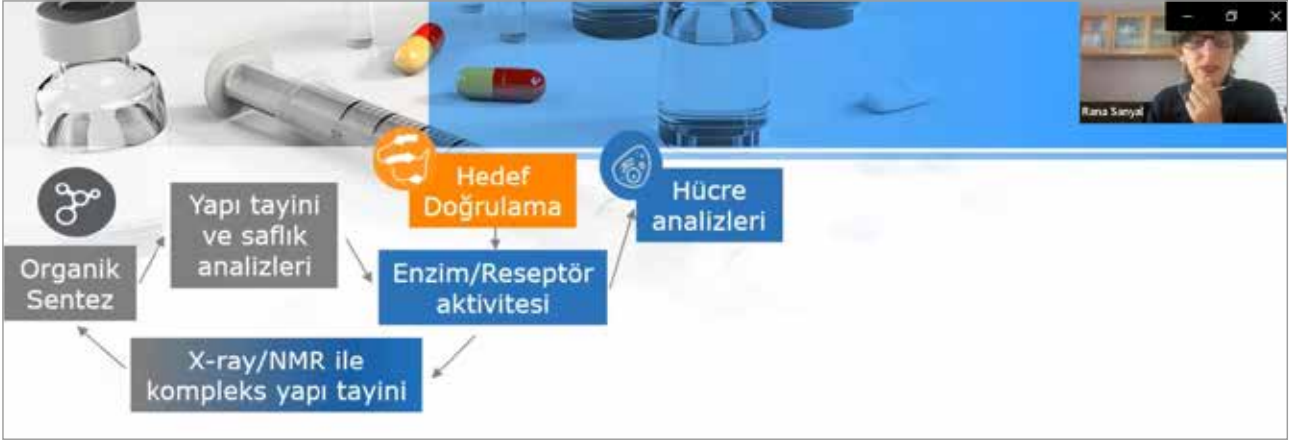 Rana Sanyal
Hedef
Doğrulama
Hücre
analizleri
Yapı tayini
ve saflık
analizleri
Organik
Sentez
Enzim/Reseptör
aktivitesi
X-ray/NMR ile
kompleks yapı tayini